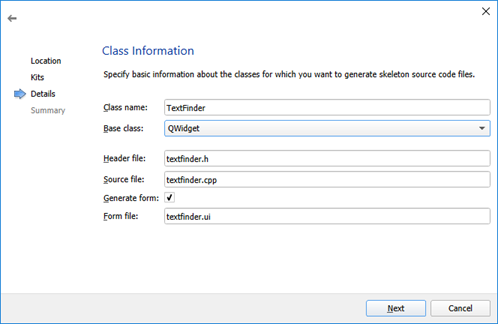 Class Information
Location
Kits
Details
Summary
Specify basic information about the classes for which you want to generate skeleton source code files.
Class name: TextFinder
Base class: QWidget
Header file: textfinder.h
Source file: textfinder.cpp
Generate form:
Form file: textfinder.ui
Next Cancel